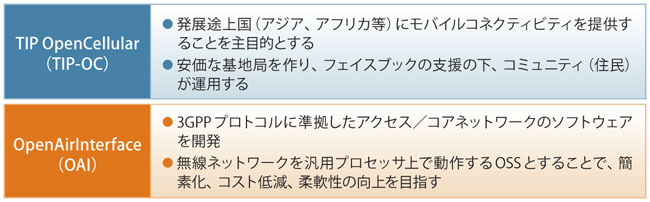 TIP OpenCellular
（TIP-OC）
● 発展途上国（アジア、アフリカ等）にモバイルコネクティビティを提供す
ることを主目的とする
● 安価な基地局を作り、フェイスブックの支援の下、コミュニティ（住民）
が運用する
OpenAirInterface
（OAI）
● 3GPPプロトコルに準拠したアクセス／コアネットワークのソフトウェア
を開発
● 無線ネットワークを汎用プロセッサ上で動作するOSSとすることで、簡
素化、コスト低減、柔軟性の向上を目指す